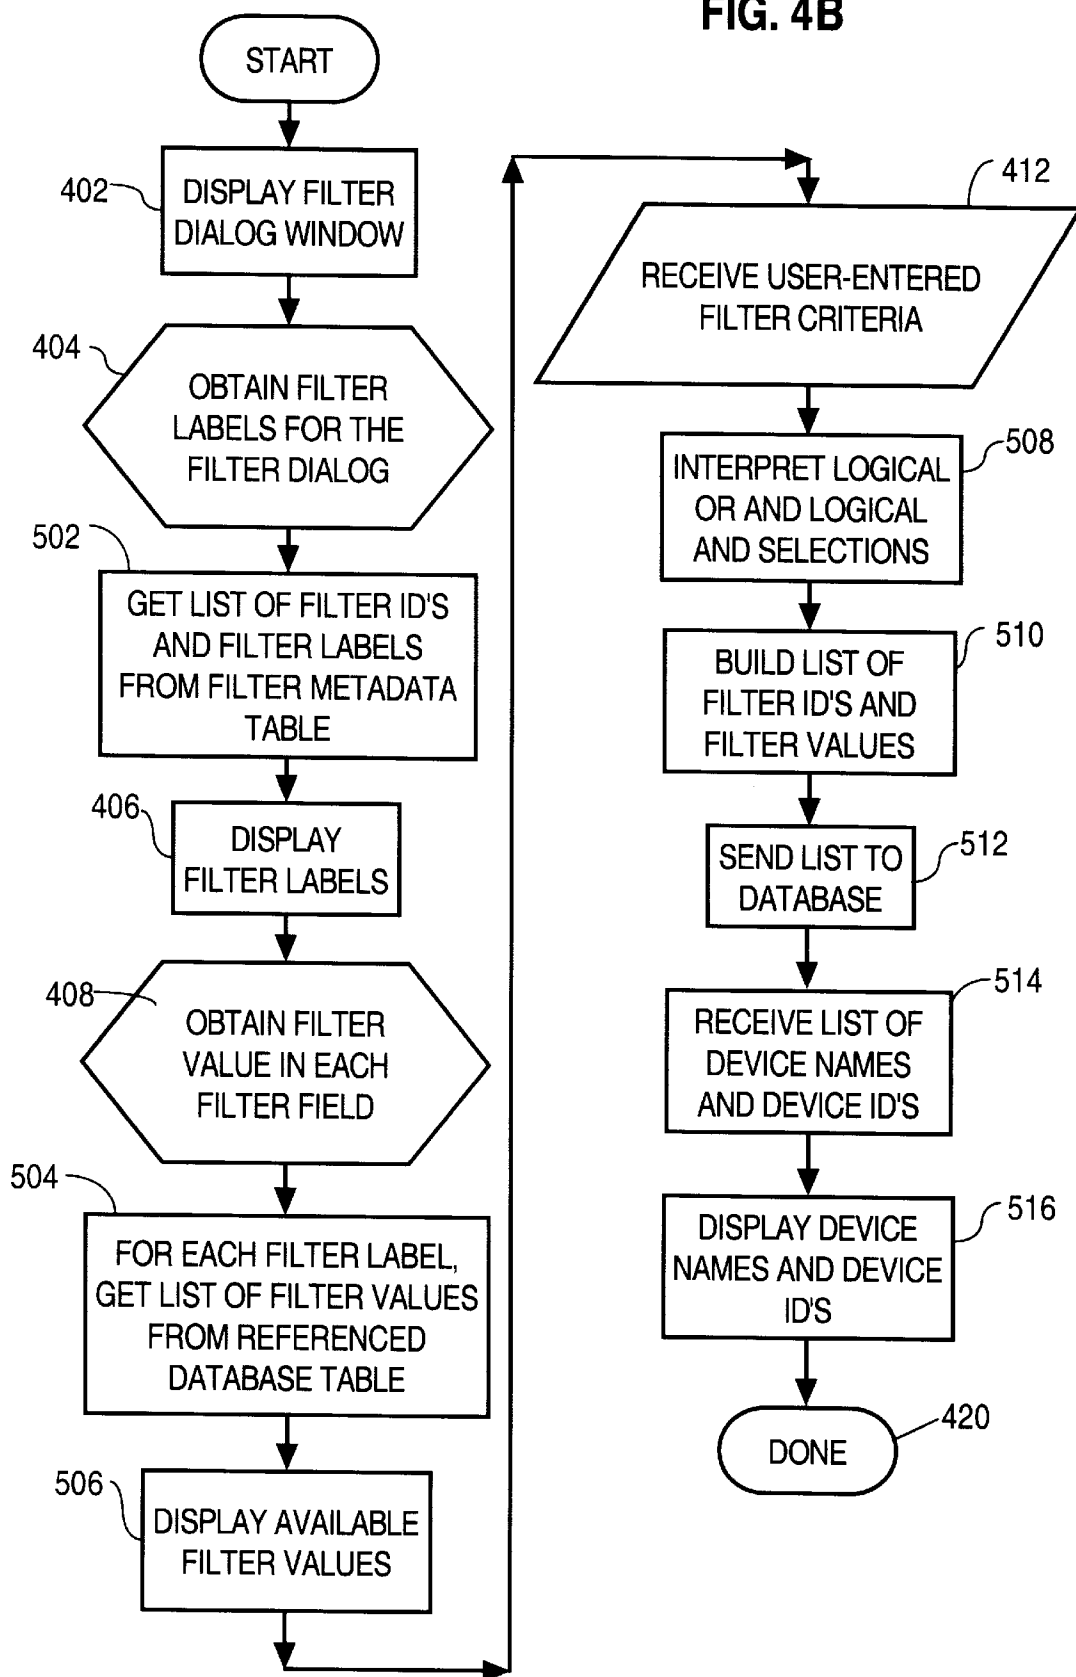 FIG. 4B
START
402
DISPLAY FILTER
DIALOG WINDOW
404
OBTAIN FILTER
LABELS FOR THE
FILTER DIALOG
502
GET LIST OF FILTER ID'S
AND FILTER LABELS
FROM FILTER METADATA
TABLE
406
DISPLAY
FILTER LABELS
408
OBTAIN FILTER
VALUE IN EACH
FILTER FIELD
504
FOR EACH FILTER LABEL,
GET LIST OF FILTER VALUES
FROM REFERENCED
DATABASE TABLE
506
DISPLAY AVAILABLE
FILTER VALUES
412
RECEIVE USER-ENTERED
FILTER CRITERIA
508
INTERPRET LOGICAL
OR AND LOGICAL
AND SELECTIONS
510
BUILD LIST OF
FILTER ID'S AND
FILTER VALUES
512
SEND LIST TO
DATABASE
514
RECEIVE LIST OF
DEVICE NAMES
AND DEVICE ID'S
516
DISPLAY DEVICE
NAMES AND DEVICE
ID'S
420
DONE